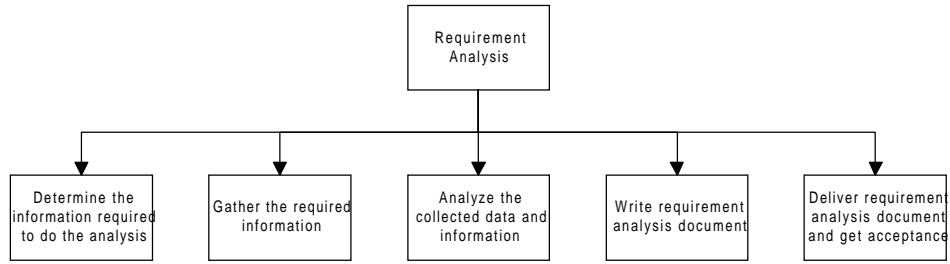 Requirement
Analysis
Determine the
information required
to do the analysis
Gather the required
information
Analyze the
collected data and
information
Write requirement
analysis document
Deliver requirement
analysis document
and get acceptance